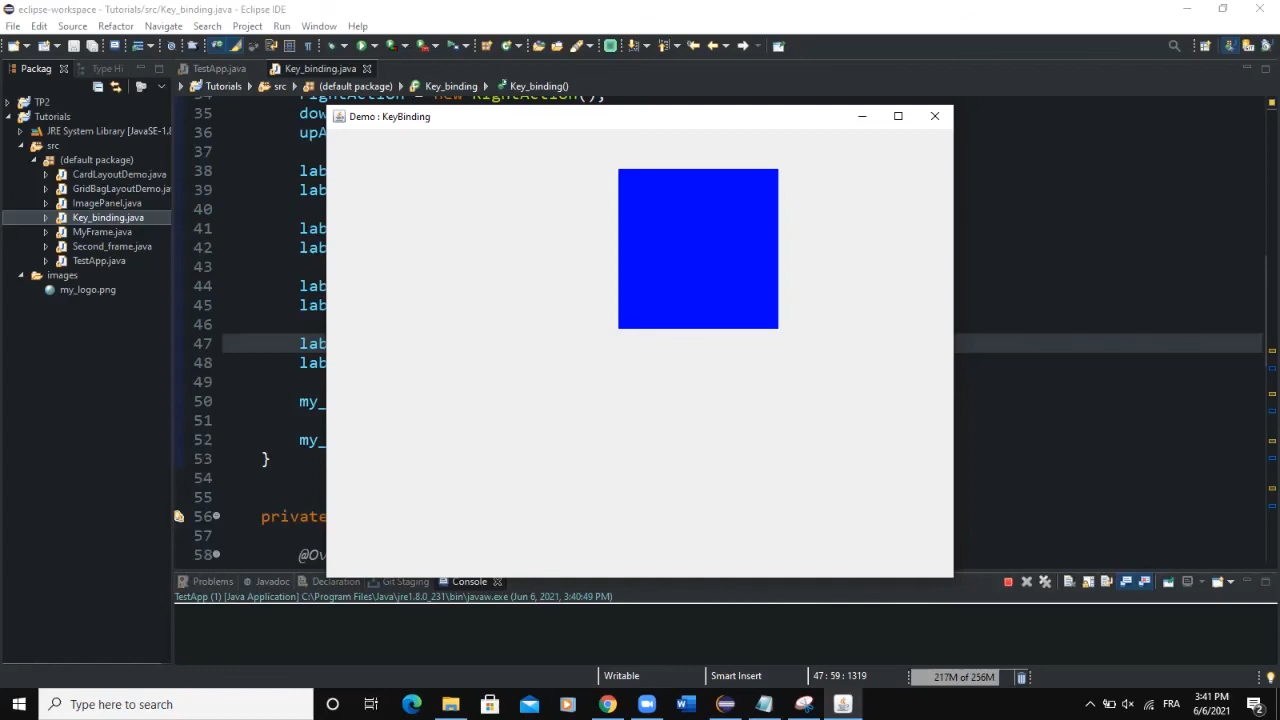 eclipse-workspace - Tutorials/src/Key_binding.java - Eclipse IDE
File Edit Source Refactor Navigate Search Project Run Window Help
Packag Type Hi
TestApp.java Key_binding.java
Tutorials src (default package) Key_binding Key_binding()
TP2
Tutorials
JRE System Library [JavaSE-1.8
src
(default package)
CardLayoutDemo.java
GridBagLayoutDemo.jav
ImagePanel.java
Key_binding.java
MyFrame.java
Second_frame.java
TestApp.java
images
my_logo.png
34 rightAction = new RightAction();
35 dow
36 upA
37
38 lab
39 lab
40
41 lab
42 lab
43
44 lab
45 lab
46
47 lab
48 lab
49
50 my_
51
52 my_
53 }
54
55
56 private
57
58 @Ov
Demo : KeyBinding
Problems Javadoc Declaration Git Staging Console
TestApp (1) [Java Application] C:\Program Files\Java\jre1.8.0_231\bin\javaw.exe (Jun 6, 2021, 3:40:49 PM)
Writable Smart Insert 47 : 59 : 1319 217M of 256M
Type here to search
FRA
3:41 PM
6/6/2021
2